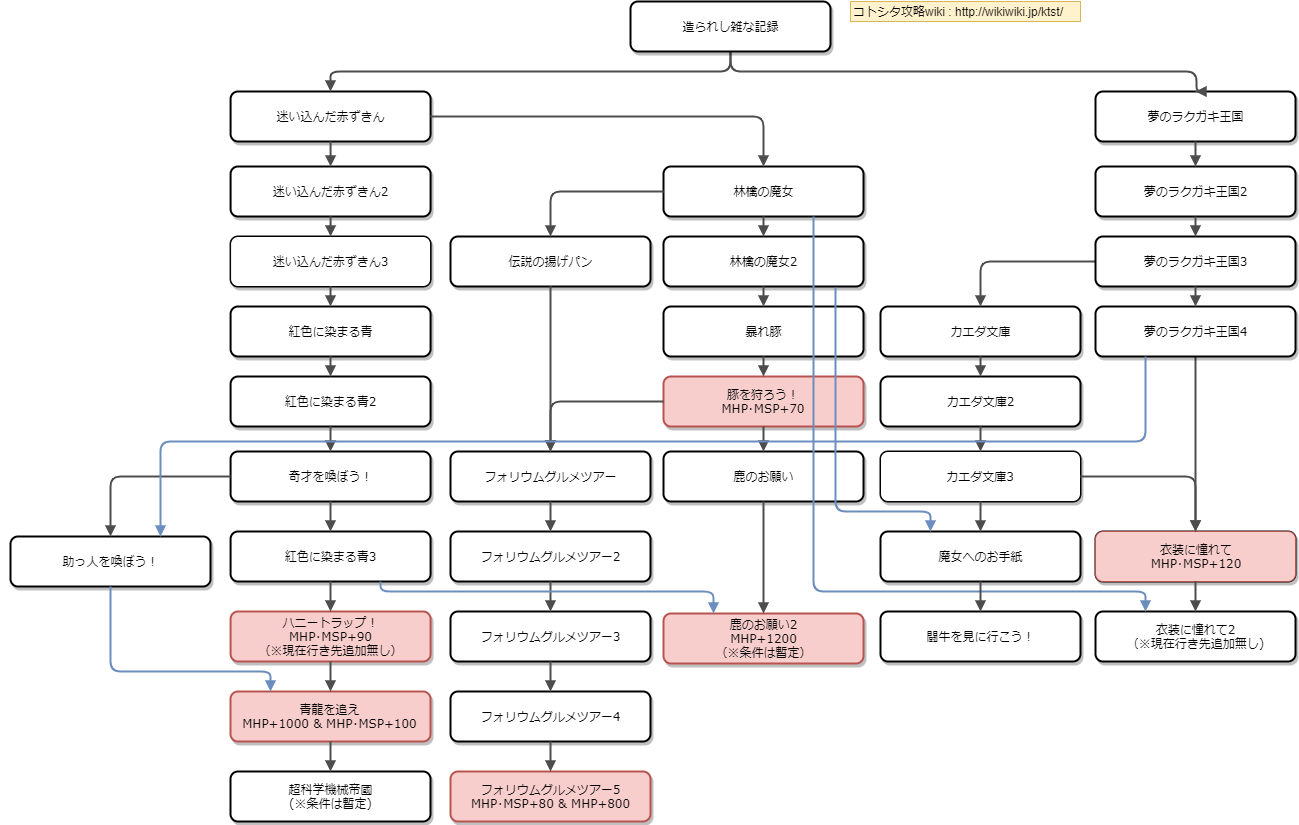 造られし雑な記録
コトシタ攻略wiki : http://wikiwiki.jp/ktst/
迷い込んだ赤ずきん
夢のラクガキ王国
迷い込んだ赤ずきん2
林檎の魔女
夢のラクガキ王国2
迷い込んだ赤ずきん3
伝説の揚げパン
林檎の魔女2
夢のラクガキ王国3
紅色に染まる青
暴れ豚
カエダ文庫
夢のラクガキ王国4
紅色に染まる青2
豚を狩ろう！
MHP･MSP+70
カエダ文庫2
奇才を喚ぼう！
フォリウムグルメツアー
鹿のお願い
カエダ文庫3
助っ人を喚ぼう！
紅色に染まる青3
フォリウムグルメツアー2
魔女へのお手紙
衣装に憧れて
MHP･MSP+120
ハニートラップ！
MHP･MSP+90
（※現在行き先追加無し）
フォリウムグルメツアー3
鹿のお願い2
MHP+1200
（※条件は暫定）
闘牛を見に行こう！
衣装に憧れて2
（※現在行き先追加無し）
青龍を追え
MHP+1000 & MHP･MSP+100
フォリウムグルメツアー4
超科学機械帝國
（※条件は暫定）
フォリウムグルメツアー5
MHP･MSP+80 & MHP+800